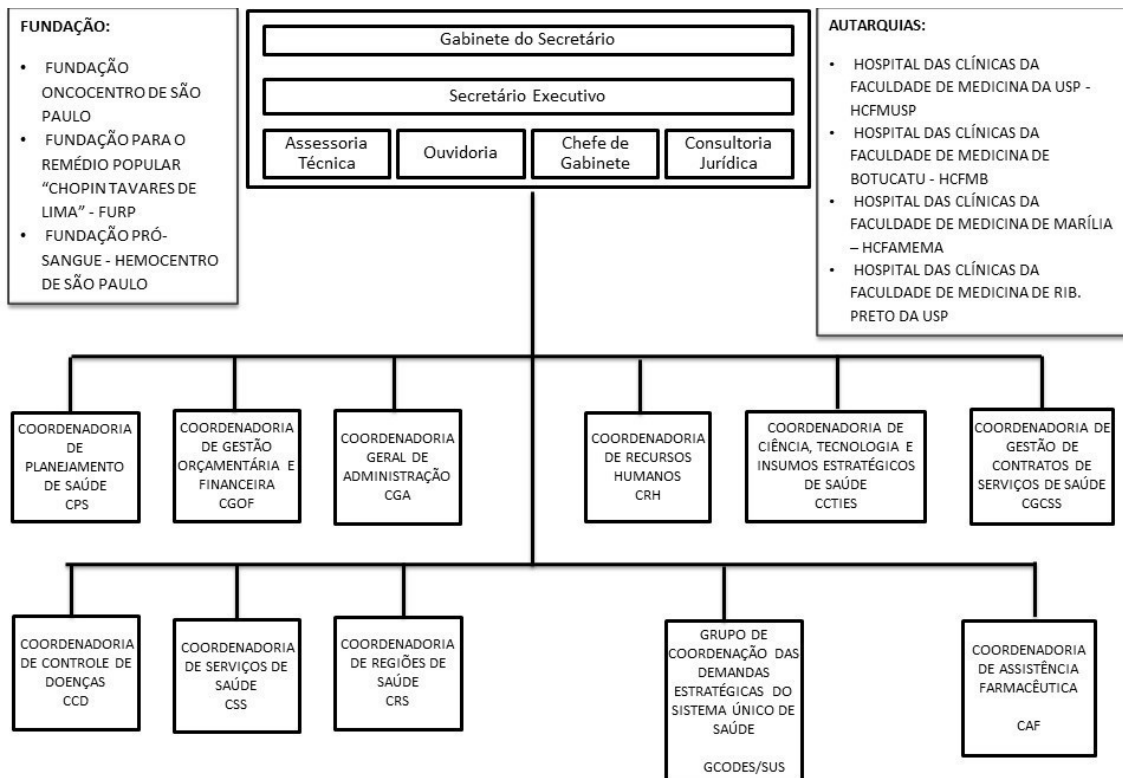 FUNDAÇÃO:
• FUNDAÇÃO
ONCOCENTRO DE SÃO
PAULO
• FUNDAÇÃO PARA O
REMÉDIO POPULAR
“CHOPIN TAVARES DE
LIMA” - FURP
• FUNDAÇÃO PRÓ-
SANGUE - HEMOCENTRO
DE SÃO PAULO
Gabinete do Secretário
Secretário Executivo
Assessoria
Técnica
Ouvidoria
Chefe de
Gabinete
Consultoria
Jurídica
AUTARQUIAS:
• HOSPITAL DAS CLÍNICAS DA
FACULDADE DE MEDICINA DA USP -
HCFMUSP
• HOSPITAL DAS CLÍNICAS DA
FACULDADE DE MEDICINA DE
BOTUCATU - HCFMB
• HOSPITAL DAS CLÍNICAS DA
FACULDADE DE MEDICINA DE MARÍLIA
– HCFAMEMA
• HOSPITAL DAS CLÍNICAS DA
FACULDADE DE MEDICINA DE RIB.
PRETO DA USP
COORDENADORIA
DE
PLANEJAMENTO
DE SAÚDE
CPS
COORDENADORIA
DE GESTÃO
ORÇAMENTÁRIA E
FINANCEIRA
CGOF
COORDENADORIA
GERAL DE
ADMINISTRAÇÃO
CGA
COORDENADORIA
DE RECURSOS
HUMANOS
CRH
COORDENADORIA DE
CIÊNCIA, TECNOLOGIA E
INSUMOS ESTRATÉGICOS
DE SAÚDE
CCTIES
COORDENADORIA DE
GESTÃO DE
CONTRATOS DE
SERVIÇOS DE SAÚDE
CGCSS
COORDENADORIA
DE CONTROLE DE
DOENÇAS
CCD
COORDENADORIA
DE SERVIÇOS DE
SAÚDE
CSS
COORDENADORIA
DE REGIÕES DE
SAÚDE
CRS
GRUPO DE
COORDENAÇÃO DAS
DEMANDAS
ESTRATÉGICAS DO
SISTEMA ÚNICO DE
SAÚDE
GCODES/SUS
COORDENADORIA
DE ASSISTÊNCIA
FARMACÊUTICA
CAF